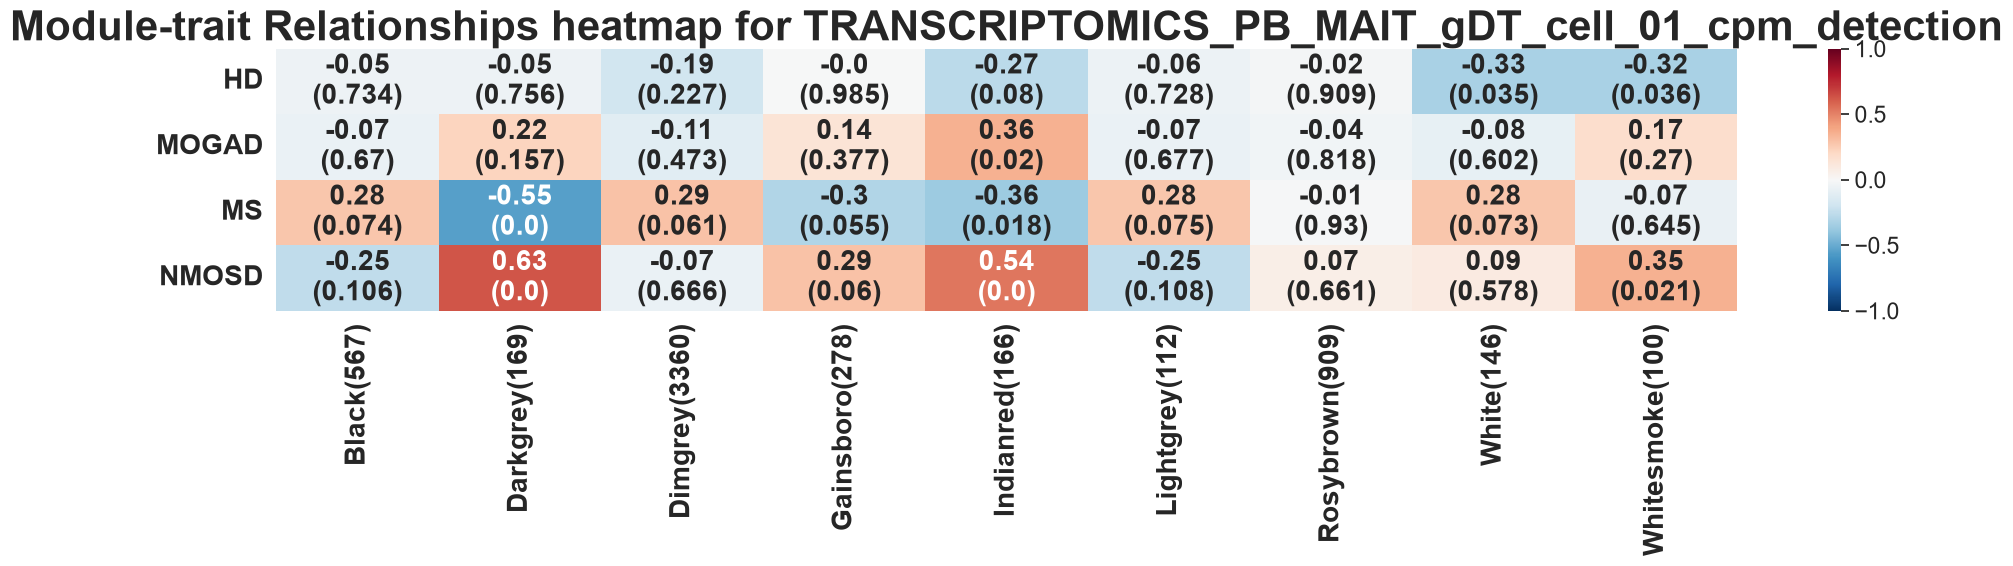 Module-trait Relationships heatmap for TRANSCRIPTOMICS_PB_MAIT_gDT_cell_01_cpm_detection
HD
-0.05 -0.05 -0.19 -0.0 -0.27 -0.06 -0.02 -0.33 -0.32
(0.734) (0.756) (0.227) (0.985) (0.08) (0.728) (0.909) (0.035) (0.036)
MOGAD
-0.07 0.22 -0.11 0.14 0.36 -0.07 -0.04 -0.08 0.17
(0.67) (0.157) (0.473) (0.377) (0.02) (0.677) (0.818) (0.602) (0.27)
MS
0.28 -0.55 0.29 -0.3 -0.36 0.28 -0.01 0.28 -0.07
(0.074) (0.0) (0.061) (0.055) (0.018) (0.075) (0.93) (0.073) (0.645)
NMOSD
-0.25 0.63 -0.07 0.29 0.54 -0.25 0.07 0.09 0.35
(0.106) (0.0) (0.666) (0.06) (0.0) (0.108) (0.661) (0.578) (0.021)
Black(567)
Darkgrey(169)
Dimgrey(3360)
Gainsboro(278)
Indianred(166)
Lightgrey(112)
Rosybrown(909)
White(146)
Whitesmoke(100)
1.0
0.5
0.0
−0.5
−1.0